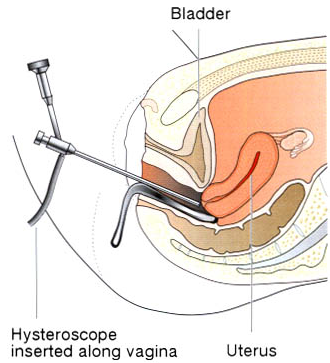 Bladder
Hysteroscope
inserted along vagina
Uterus